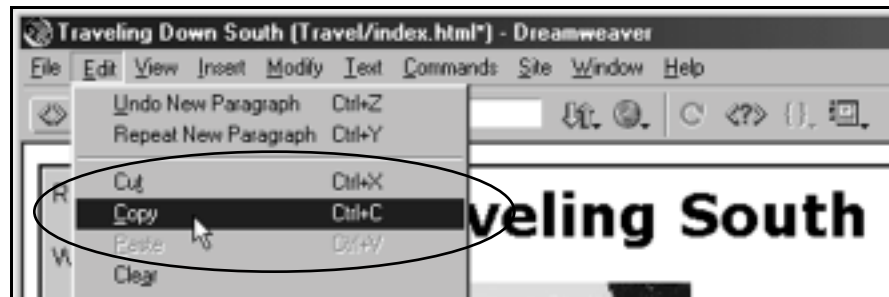 Traveling Down South (Travel/index.html*) - Dreamweaver
File Edit View Insert Modify Text Commands Site Window Help
Undo New Paragraph Ctrl+Z
Repeat New Paragraph Ctrl+Y
Cut Ctrl+X
Copy Ctrl+C
Paste Ctrl+V
Clear
veling South
R
W